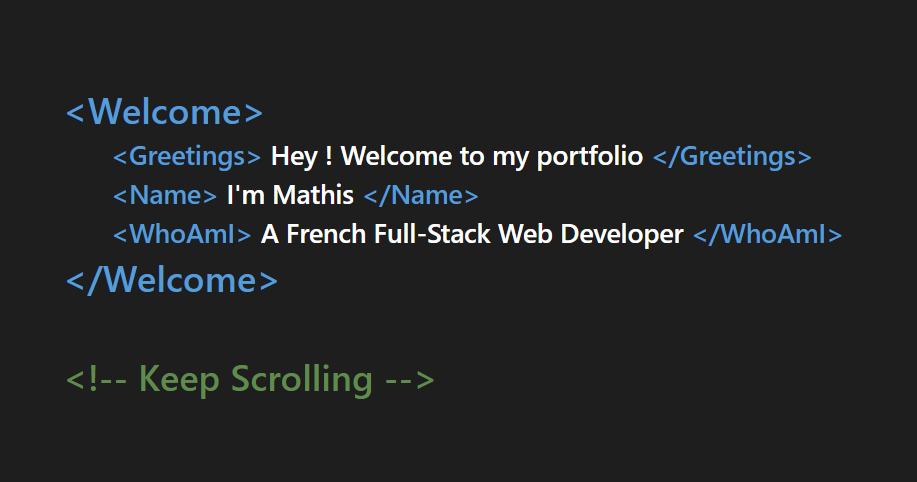 <Welcome>
<Greetings> Hey ! Welcome to my portfolio </Greetings>
<Name> I'm Mathis </Name>
<WhoAmI> A French Full-Stack Web Developer </WhoAmI>
</Welcome>
<!-- Keep Scrolling -->